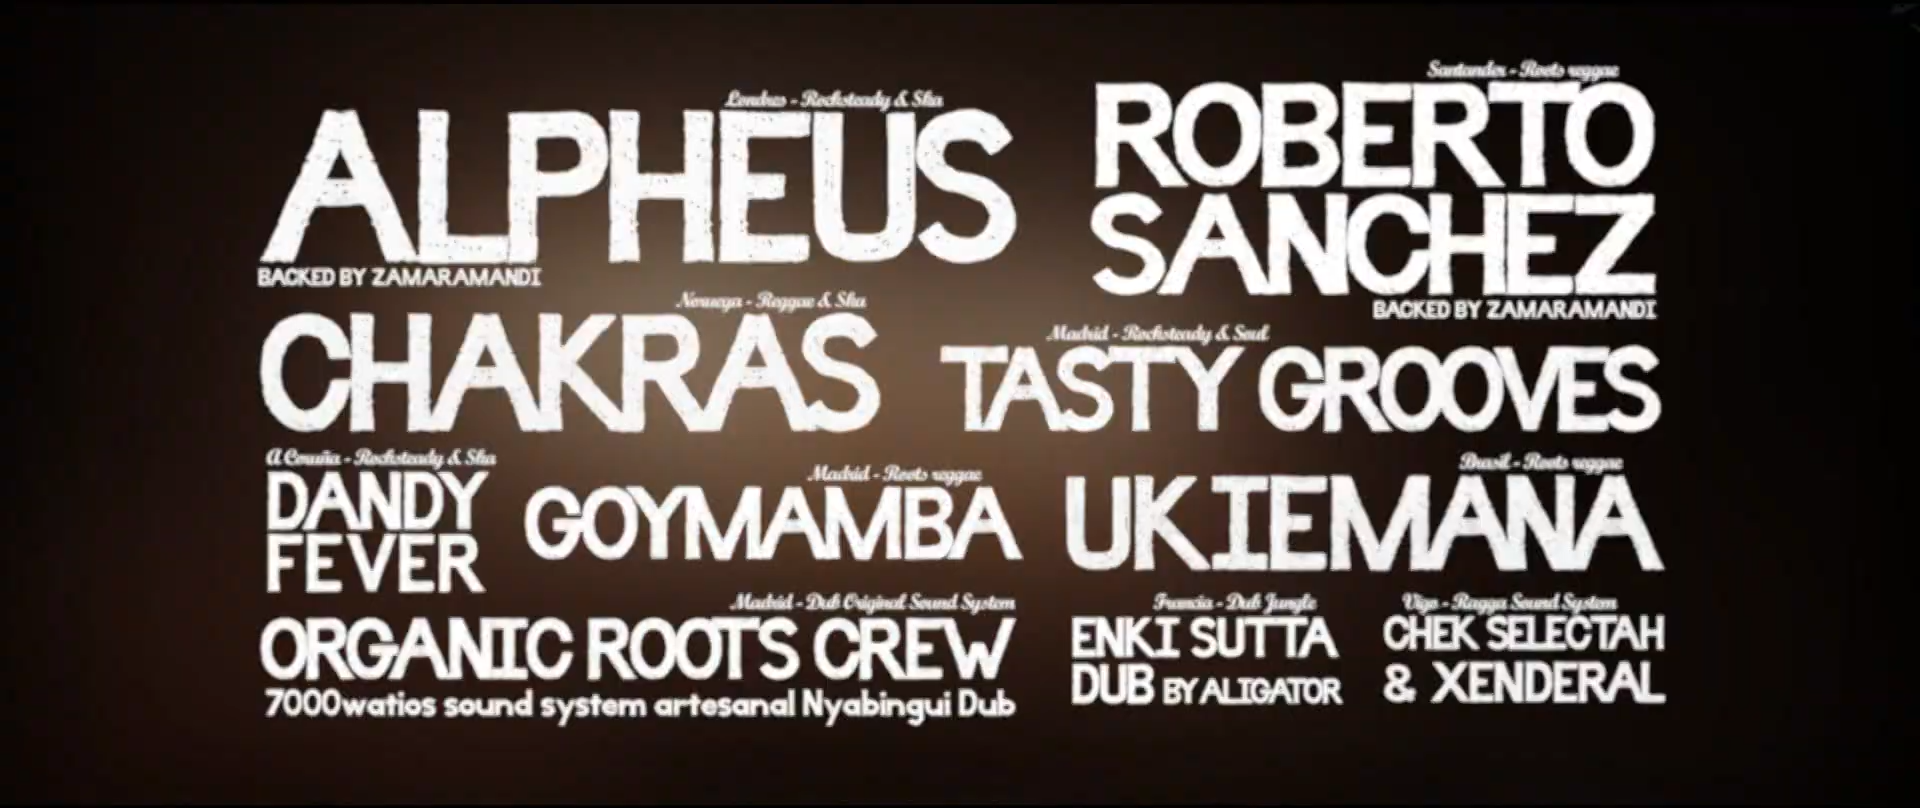 Londres - Rocksteady & Ska
ALPHEUS
BACKED BY ZAMARAMANDI
Santander - Roots reggae
ROBERTO
SANCHEZ
BACKED BY ZAMARAMANDI
Noruega - Reggae & Ska
CHAKRAS
Madrid - Rocksteady & Soul
TASTY GROOVES
A Coruña - Rocksteady & Ska
DANDY
FEVER
Madrid - Roots reggae
GOYMAMBA
Brasil - Roots reggae
UKIEMANA
Madrid - Dub Original Sound System
ORGANIC ROOTS CREW
7000watios sound system artesanal Nyabingui Dub
Francia - Dub Jungle
ENKI SUTTA
DUB BY ALIGATOR
Vigo - Ragga Sound System
CHEK SELECTAH
& XENDERAL